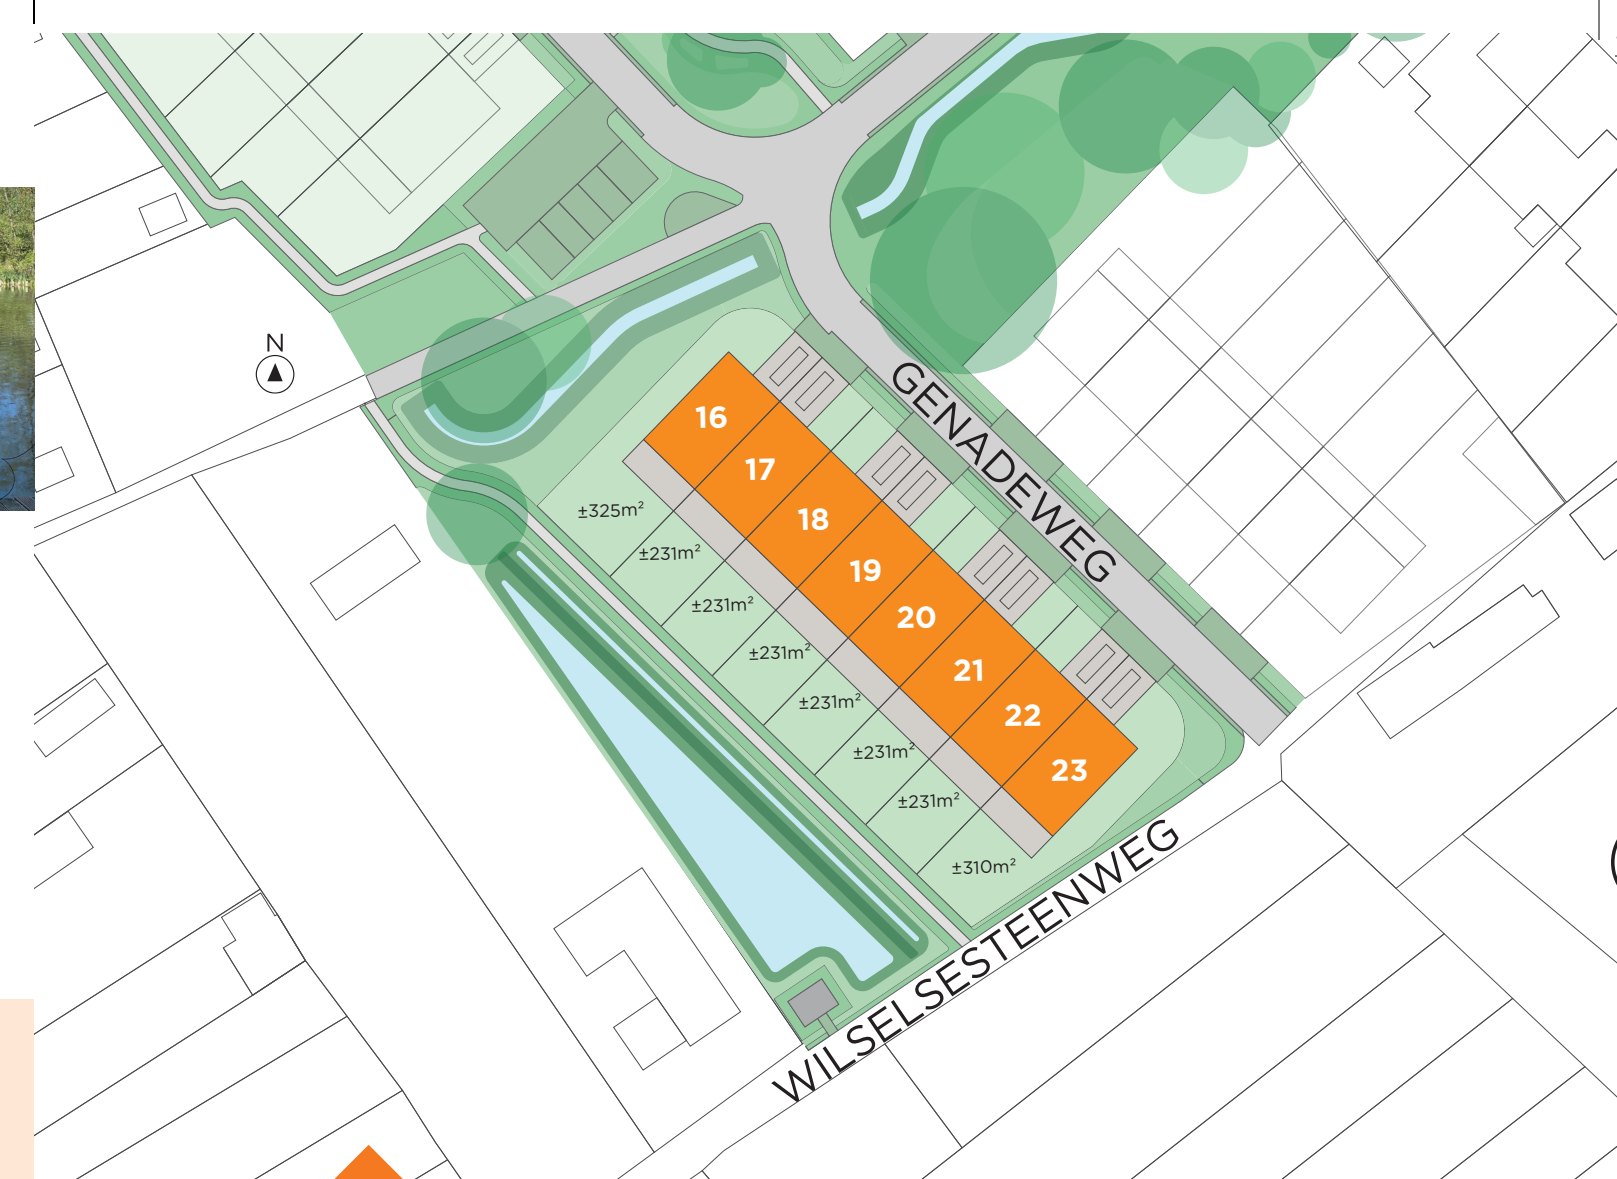 N
GENADEWEG
16
17
18
19
20
21
22
23
±325m²
±231m²
±231m²
±231m²
±231m²
±231m²
±231m²
±310m²
WILSELSESTEENWEG